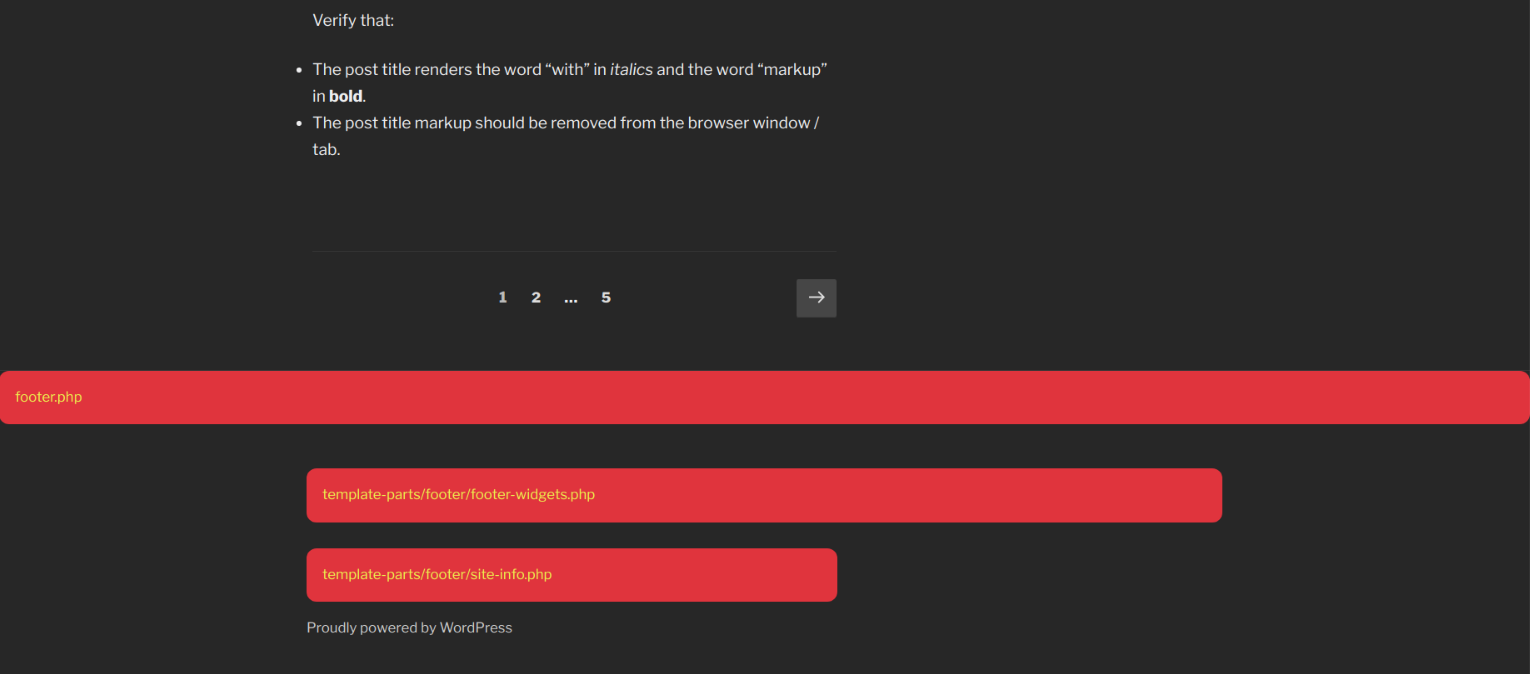 Verify that:
• The post title renders the word “with” in italics and the word “markup”
in bold.
• The post title markup should be removed from the browser window /
tab.
1 2 … 5 →
footer.php
template-parts/footer/footer-widgets.php
template-parts/footer/site-info.php
Proudly powered by WordPress